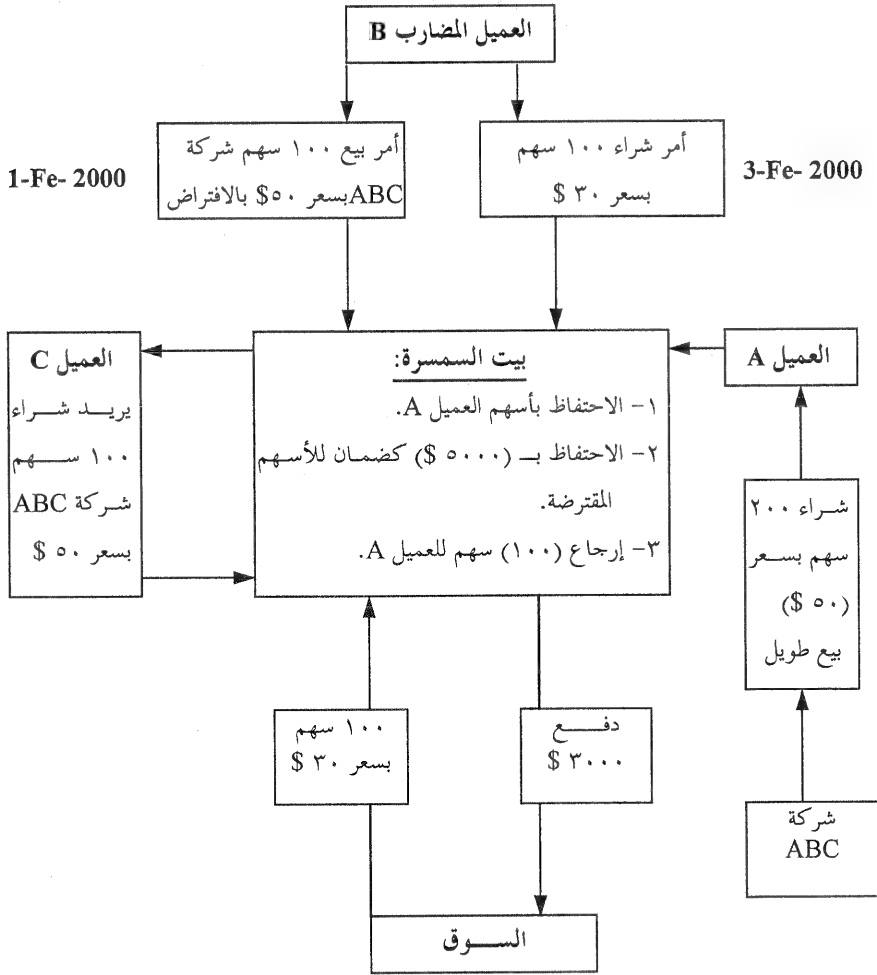 العميل المضارب B
1-Fe- 2000
أمر بيع ١٠٠ سهم شركة
ABC بسعر ٥٠$ بالافتراض
أمر شراء ١٠٠ سهم
بسعر ٣٠ $
3-Fe- 2000
العميل C
يريد شراء
١٠٠ سهم
شركة ABC
بسعر ٥٠ $
بيت السمسرة:
١- الاحتفاظ بأسهم العميل A.
٢- الاحتفاظ بـ (٥٠٠٠ $) كضمان للأسهم
المقترضة.
٣- إرجاع (١٠٠) سهم للعميل A.
العميل A
شراء ٢٠٠
سهم بسعر
(٥٠ $)
بيع طويل
١٠٠ سهم
بسعر ٣٠ $
دفع
٣٠٠٠ $
شركة
ABC
السوق